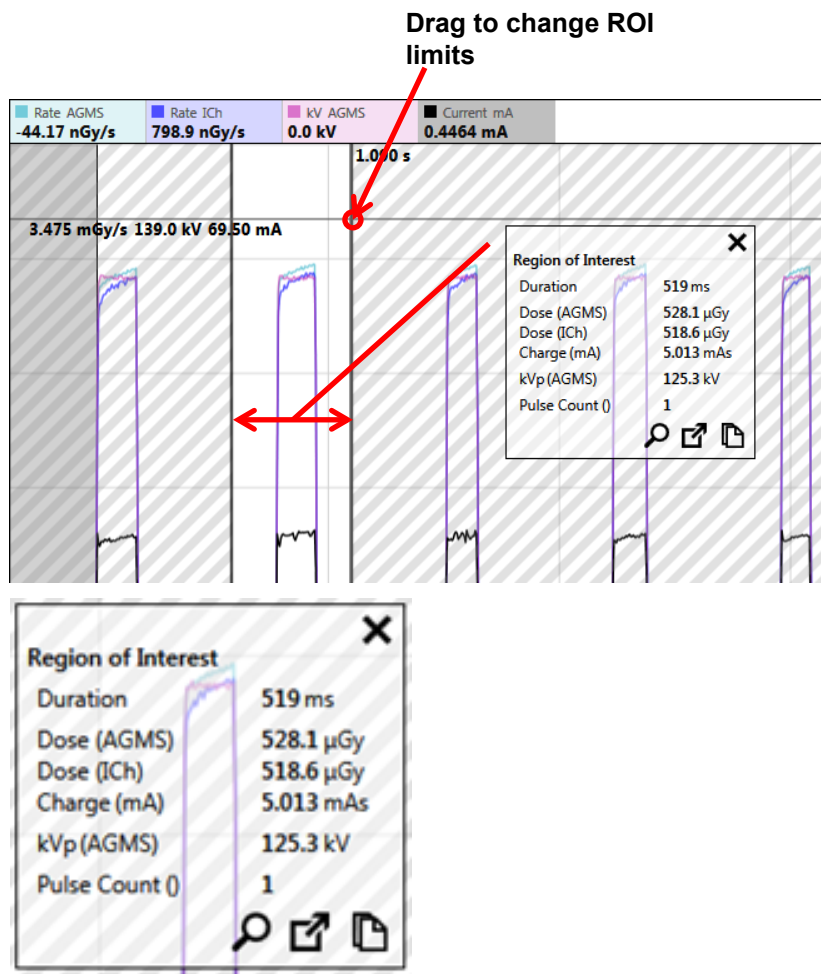 Drag to change ROI
limits
Rate AGMS
-44.17 nGy/s
Rate ICh
798.9 nGy/s
kV AGMS
0.0 kV
Current mA
0.4464 mA
1.000 s
3.475 mGy/s 139.0 kV 69.50 mA
Region of Interest
Duration 519 ms
Dose (AGMS) 528.1 µGy
Dose (ICh) 518.6 µGy
Charge (mA) 5.013 mAs
kVp (AGMS) 125.3 kV
Pulse Count () 1
Region of Interest
Duration 519 ms
Dose (AGMS) 528.1 µGy
Dose (ICh) 518.6 µGy
Charge (mA) 5.013 mAs
kVp (AGMS) 125.3 kV
Pulse Count () 1